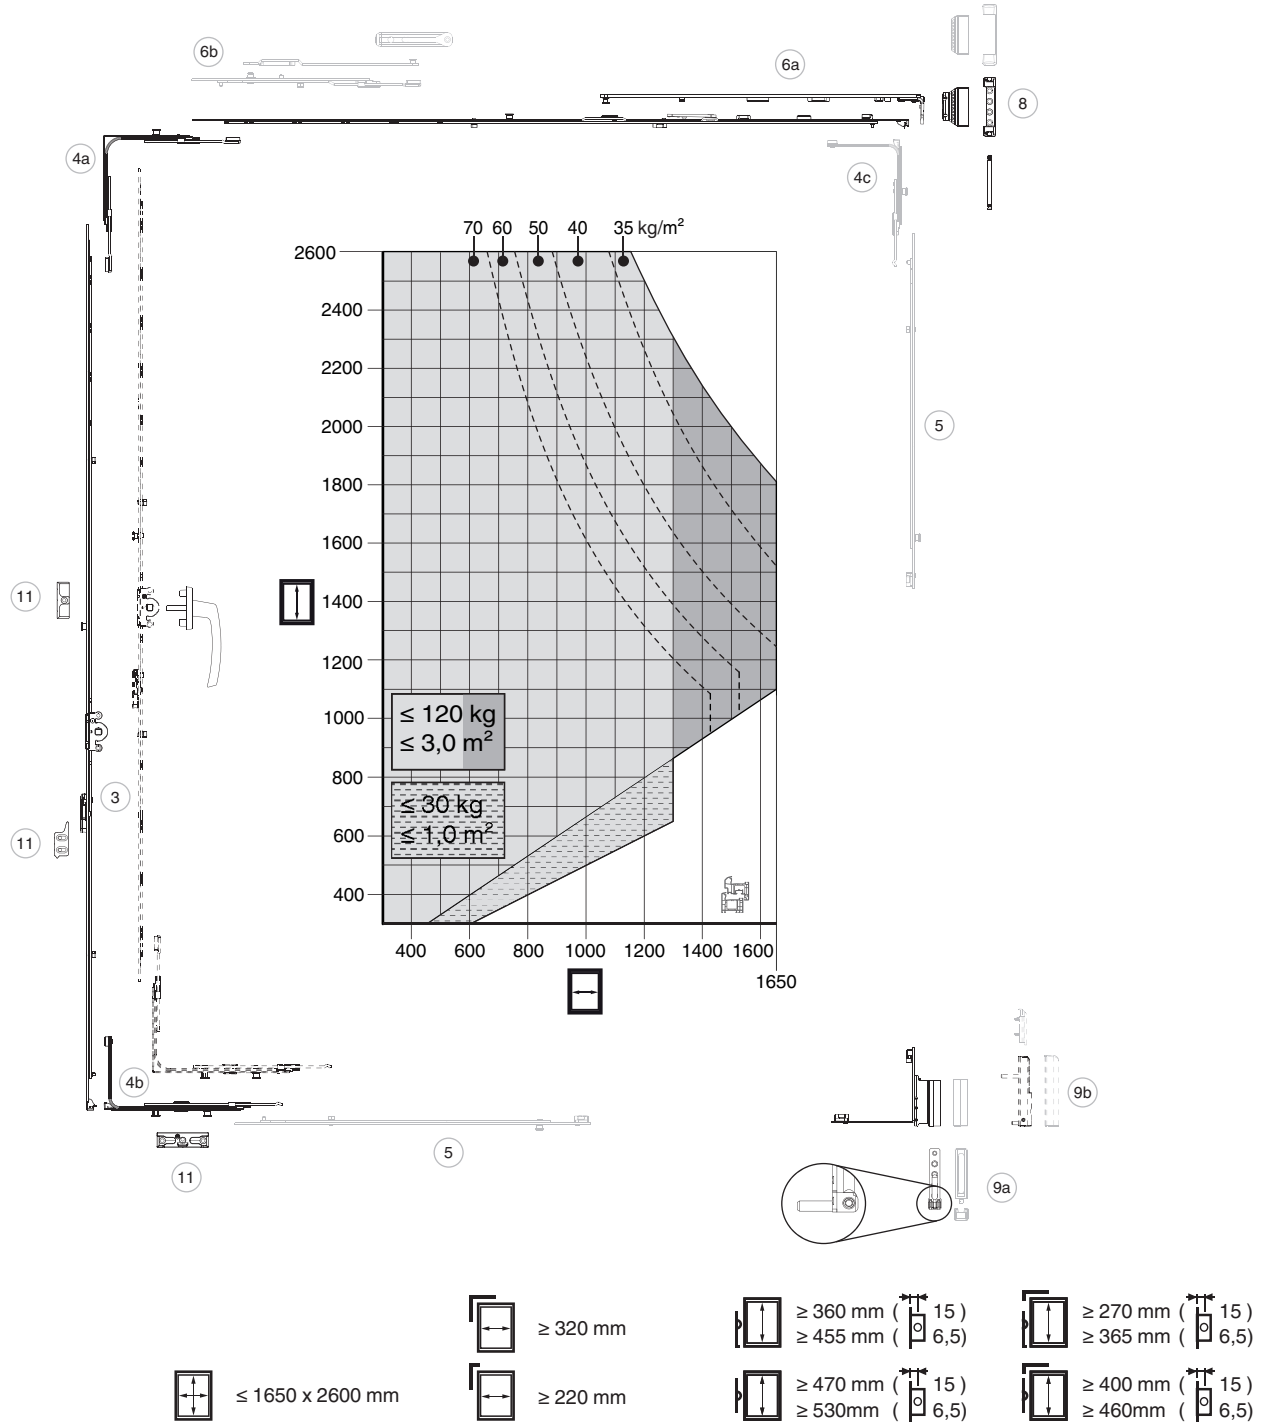 6b
6a
8
4a
4c
70 60 50 40 35 kg/m²
2600
2400
2200
2000
5
1800
1600
11
1400
1200
≤ 120 kg
≤ 3,0 m²
1000
3
800
≤ 30 kg
≤ 1,0 m²
11
600
400
400 600 800 1000 1200 1400 1600
1650
4b
9b
5
11
9a
≥ 320 mm
≥ 360 mm ( 15 )
≥ 455 mm ( 6,5)
≥ 270 mm ( 15 )
≥ 365 mm ( 6,5)
≤ 1650 x 2600 mm
≥ 220 mm
≥ 470 mm ( 15 )
≥ 530mm ( 6,5)
≥ 400 mm ( 15 )
≥ 460mm ( 6,5)